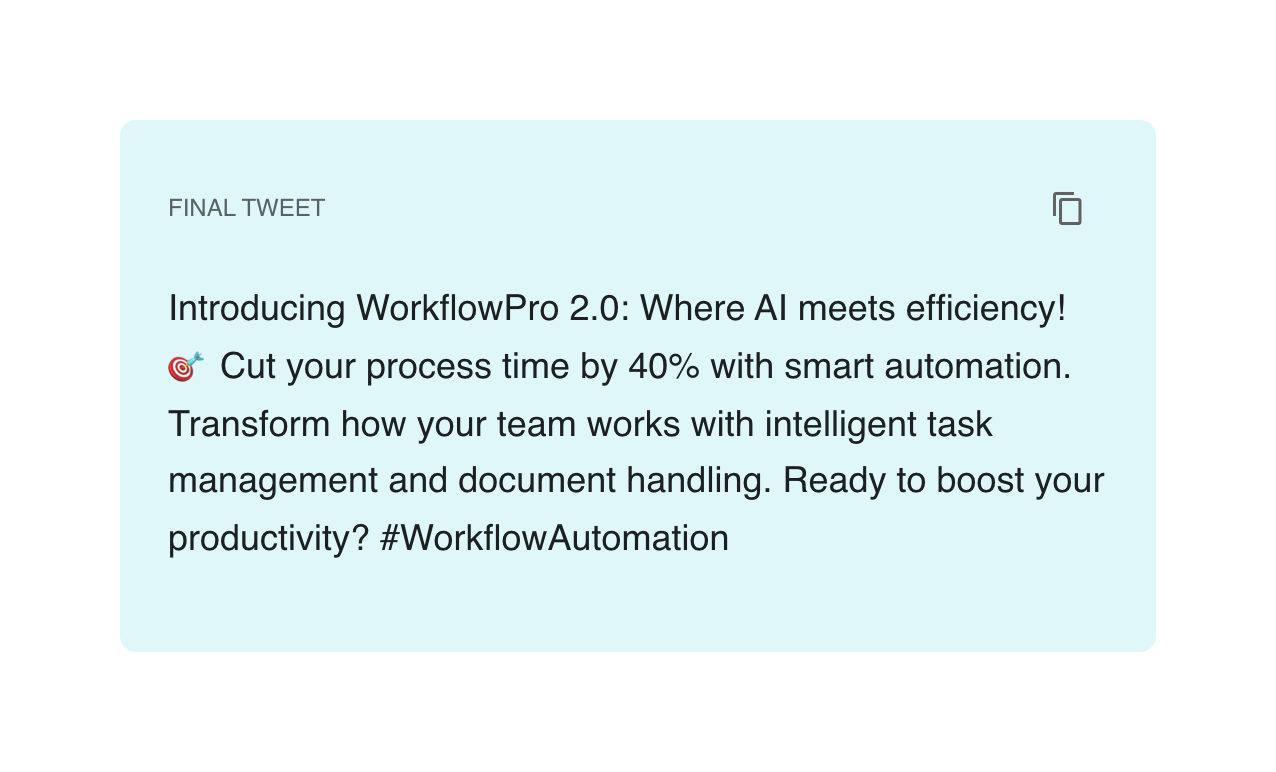 FINAL TWEET
Introducing WorkflowPro 2.0: Where AI meets efficiency!
🎯 Cut your process time by 40% with smart automation.
Transform how your team works with intelligent task
management and document handling. Ready to boost your
productivity? #WorkflowAutomation